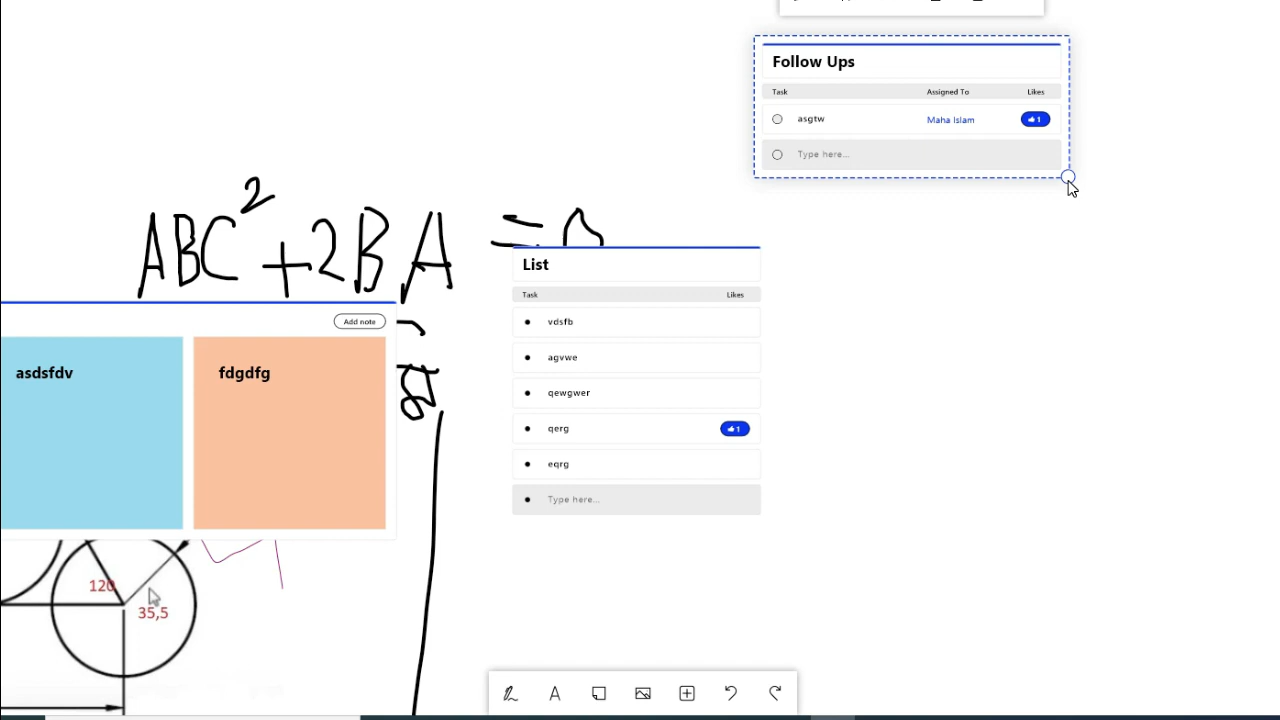 Follow Ups
Task Assigned To Likes
asgtw Maha Islam 1
Type here...
ABC² + 2BA =
List
Task Likes
vdsfb
agvwe
qewgwer
qerg 1
eqrg
Type here...
Add note
asdsfdv fdgdfg
120
35,5
A